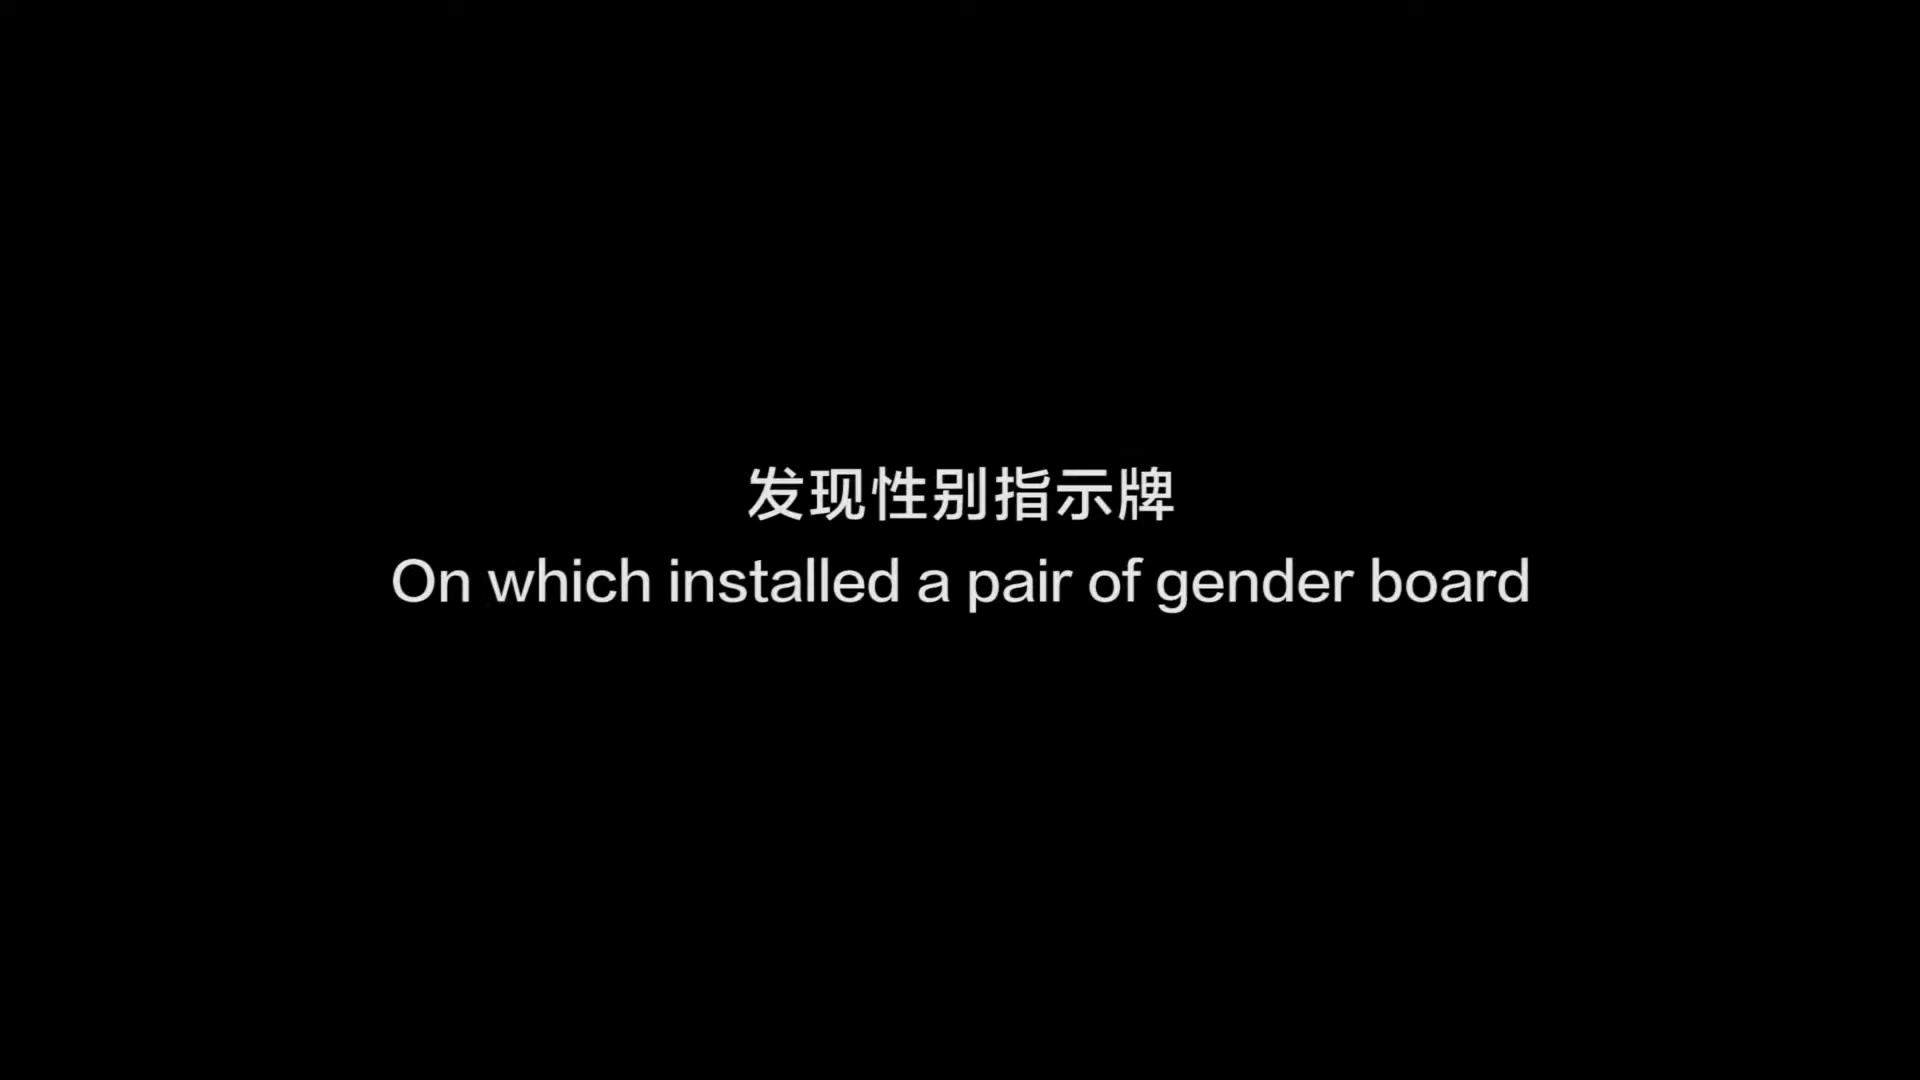 发现性别指示牌
On which installed a pair of gender board